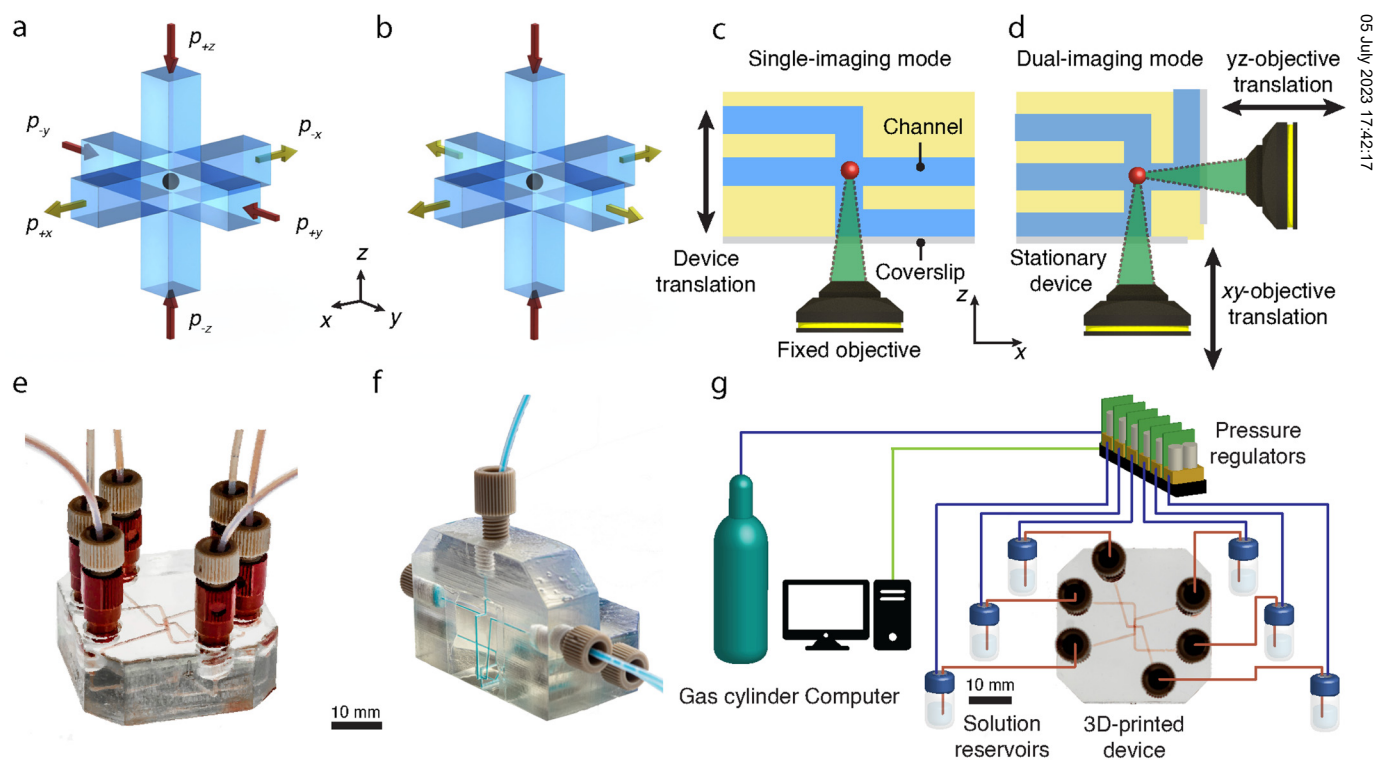 a
p+z
p-y
p-x
p+x
p+y
p-z
b
z
x
y
c
Single-imaging mode
Channel
Device
translation
Coverslip
Fixed objective
z
x
d
Dual-imaging mode
yz-objective
translation
Stationary
device
xy-objective
translation
05 July 2023 17:42:17
e
10 mm
f
g
Pressure
regulators
Gas cylinder
Computer
10 mm
Solution
reservoirs
3D-printed
device